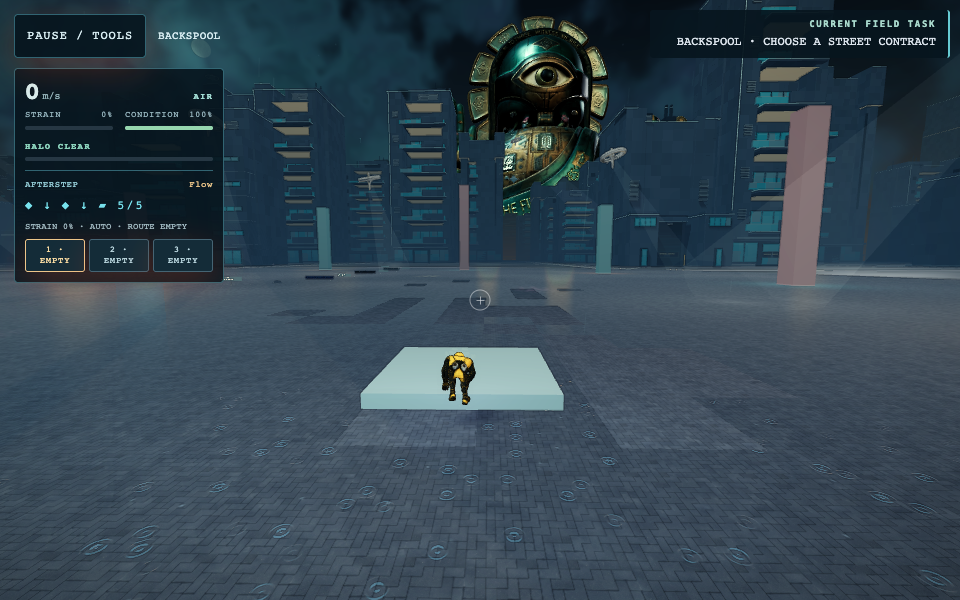 PAUSE / TOOLS
BACKSPOOL
CURRENT FIELD TASK
BACKSPOOL · CHOOSE A STREET CONTRACT
0 m/s
AIR
STRAIN 0%
CONDITION 100%
HALO CLEAR
AFTERSTEP Flow
◆ ↓ ◆ ↓ ▰ 5/5
STRAIN 0% · AUTO · ROUTE EMPTY
1 · EMPTY
2 · EMPTY
3 · EMPTY